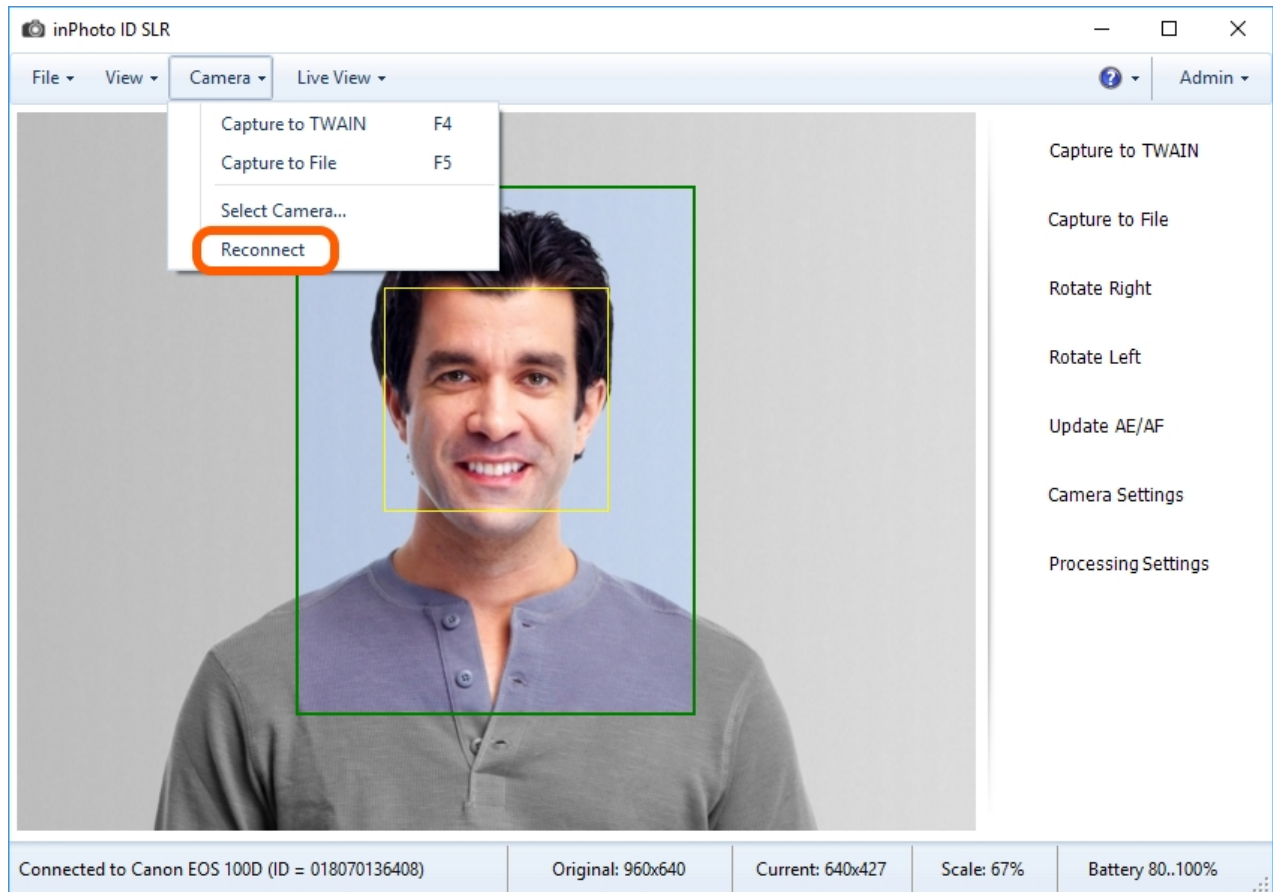 inPhoto ID SLR
File View Camera Live View Admin
Capture to TWAIN F4
Capture to File F5
Select Camera...
Reconnect
Capture to TWAIN
Capture to File
Rotate Right
Rotate Left
Update AE/AF
Camera Settings
Processing Settings
Connected to Canon EOS 100D (ID = 018070136408) Original: 960x640 Current: 640x427 Scale: 67% Battery 80..100%